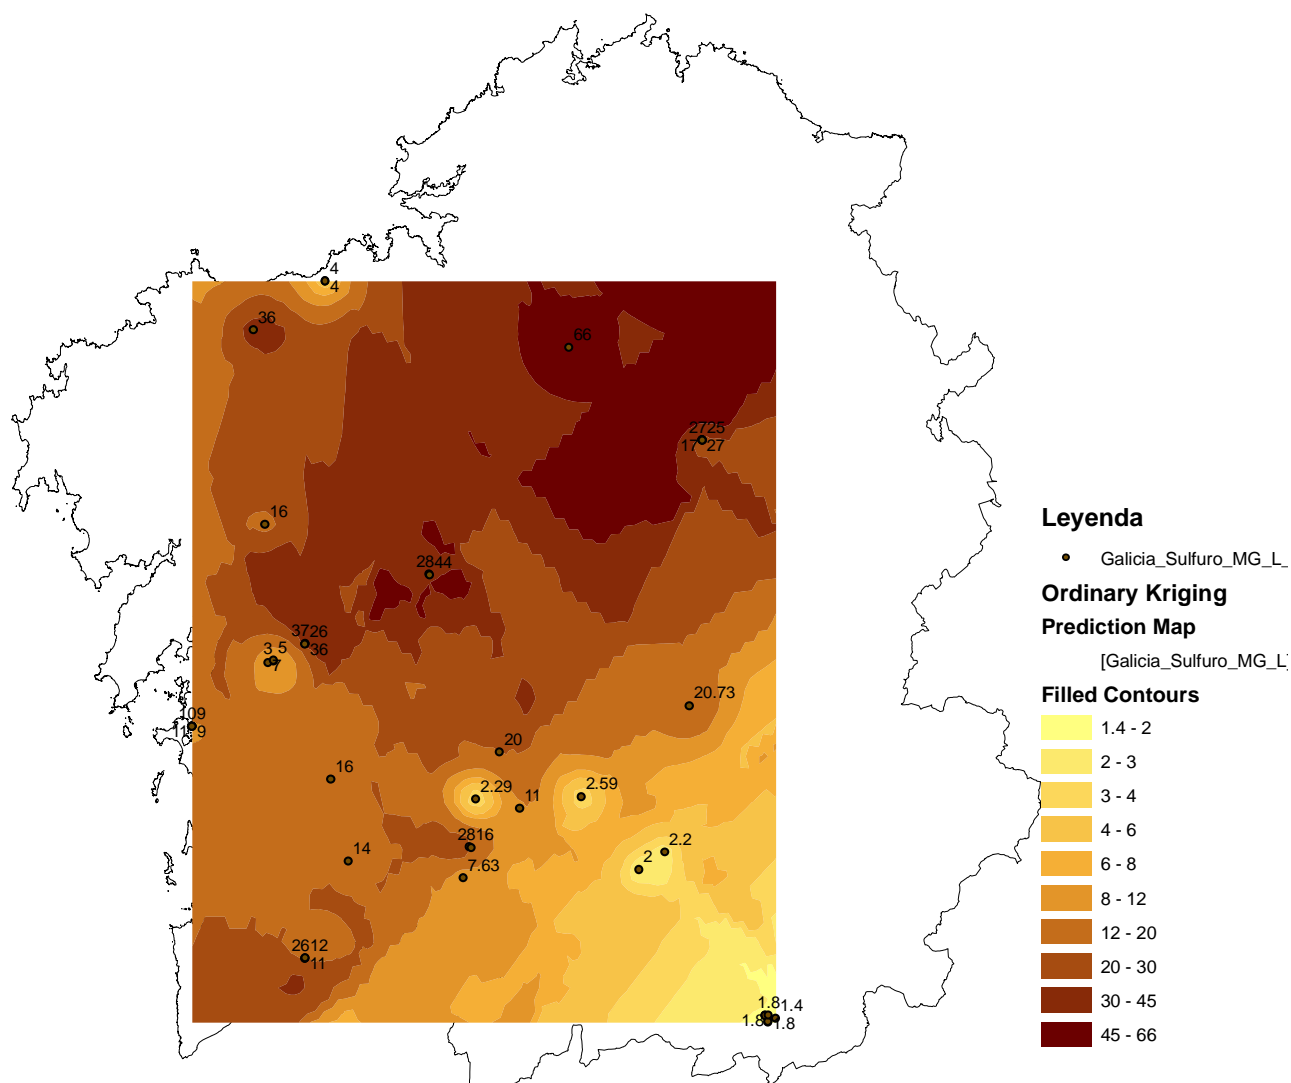 4
4
36
66
2725
17 27
16
2844
3726
36
3 5
7
20.73
109
11 9
20
16
2.29
2.59
11
2816
14
2.2
2
7.63
2612
11
1.8 1.4
1.8 1.8
Leyenda
Galicia_Sulfuro_MG_L_
Ordinary Kriging
Prediction Map
[Galicia_Sulfuro_MG_L]
Filled Contours
1.4 - 2
2 - 3
3 - 4
4 - 6
6 - 8
8 - 12
12 - 20
20 - 30
30 - 45
45 - 66